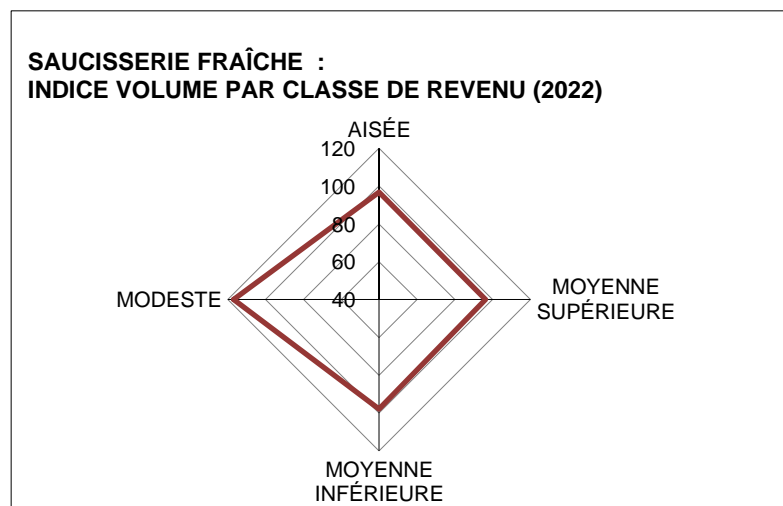 SAUCISSERIE FRAÎCHE :
INDICE VOLUME PAR CLASSE DE REVENU (2022)
AISÉE
120
100
80
60
40
MODESTE
MOYENNE
SUPÉRIEURE
MOYENNE
INFÉRIEURE